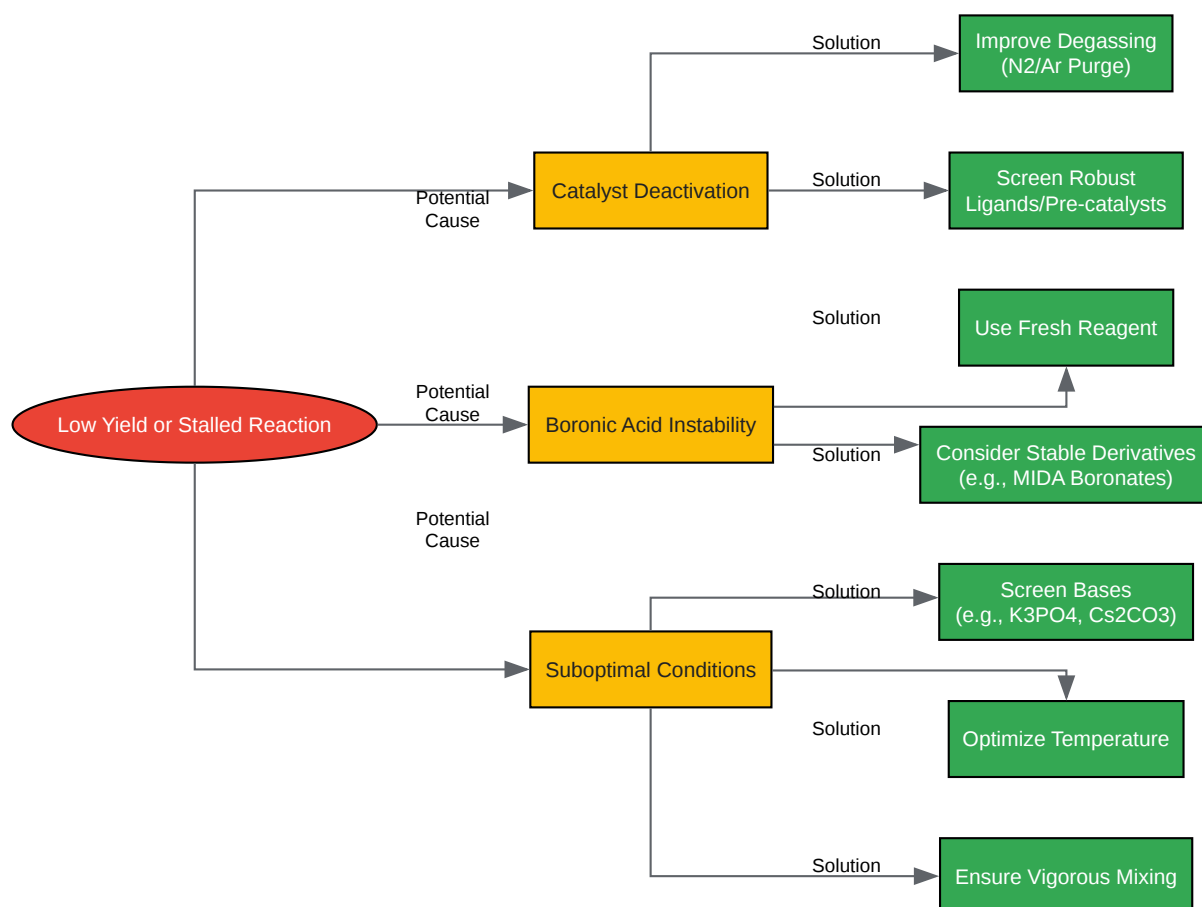 Solution
Improve Degassing
(N2/Ar Purge)
Potential
Cause
Catalyst Deactivation
Solution
Screen Robust
Ligands/Pre-catalysts
Solution
Use Fresh Reagent
Low Yield or Stalled Reaction
Potential
Cause
Boronic Acid Instability
Solution
Consider Stable Derivatives
(e.g., MIDA Boronates)
Potential
Cause
Solution
Screen Bases
(e.g., K3PO4, Cs2CO3)
Suboptimal Conditions
Solution
Optimize Temperature
Solution
Ensure Vigorous Mixing